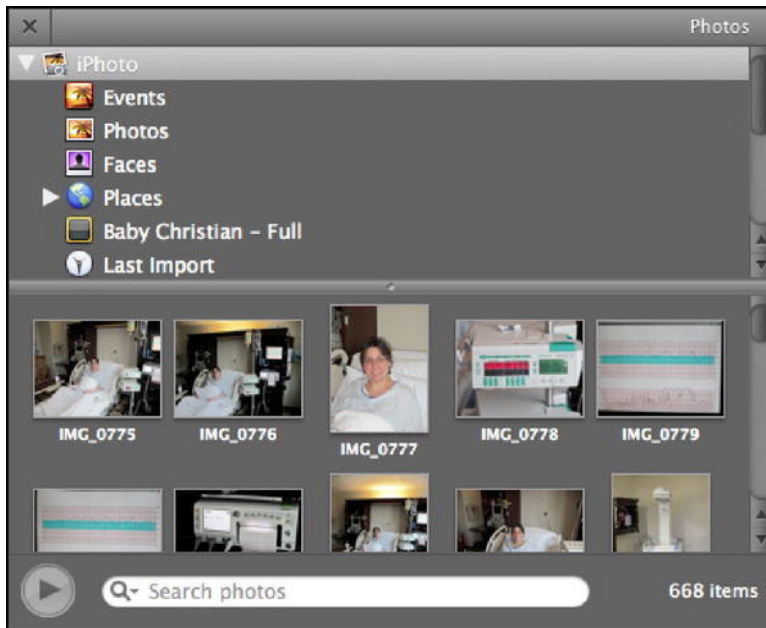 Photos
iPhoto
Events
Photos
Faces
Places
Baby Christian – Full
Last Import
IMG_0775
IMG_0776
IMG_0777
IMG_0778
IMG_0779
Search photos
668 items